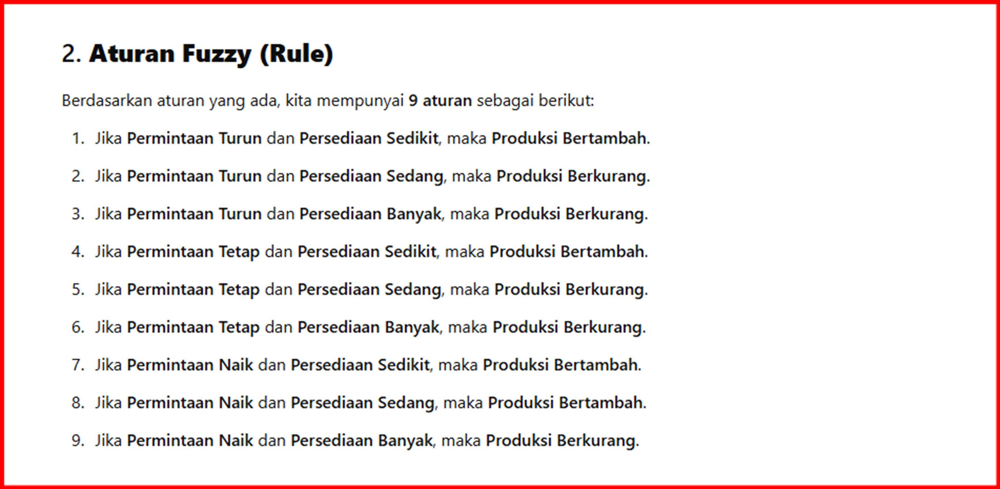 2. Aturan Fuzzy (Rule)
Berdasarkan aturan yang ada, kita mempunyai 9 aturan sebagai berikut:
1. Jika Permintaan Turun dan Persediaan Sedikit, maka Produksi Bertambah.
2. Jika Permintaan Turun dan Persediaan Sedang, maka Produksi Berkurang.
3. Jika Permintaan Turun dan Persediaan Banyak, maka Produksi Berkurang.
4. Jika Permintaan Tetap dan Persediaan Sedikit, maka Produksi Bertambah.
5. Jika Permintaan Tetap dan Persediaan Sedang, maka Produksi Berkurang.
6. Jika Permintaan Tetap dan Persediaan Banyak, maka Produksi Berkurang.
7. Jika Permintaan Naik dan Persediaan Sedikit, maka Produksi Bertambah.
8. Jika Permintaan Naik dan Persediaan Sedang, maka Produksi Bertambah.
9. Jika Permintaan Naik dan Persediaan Banyak, maka Produksi Berkurang.